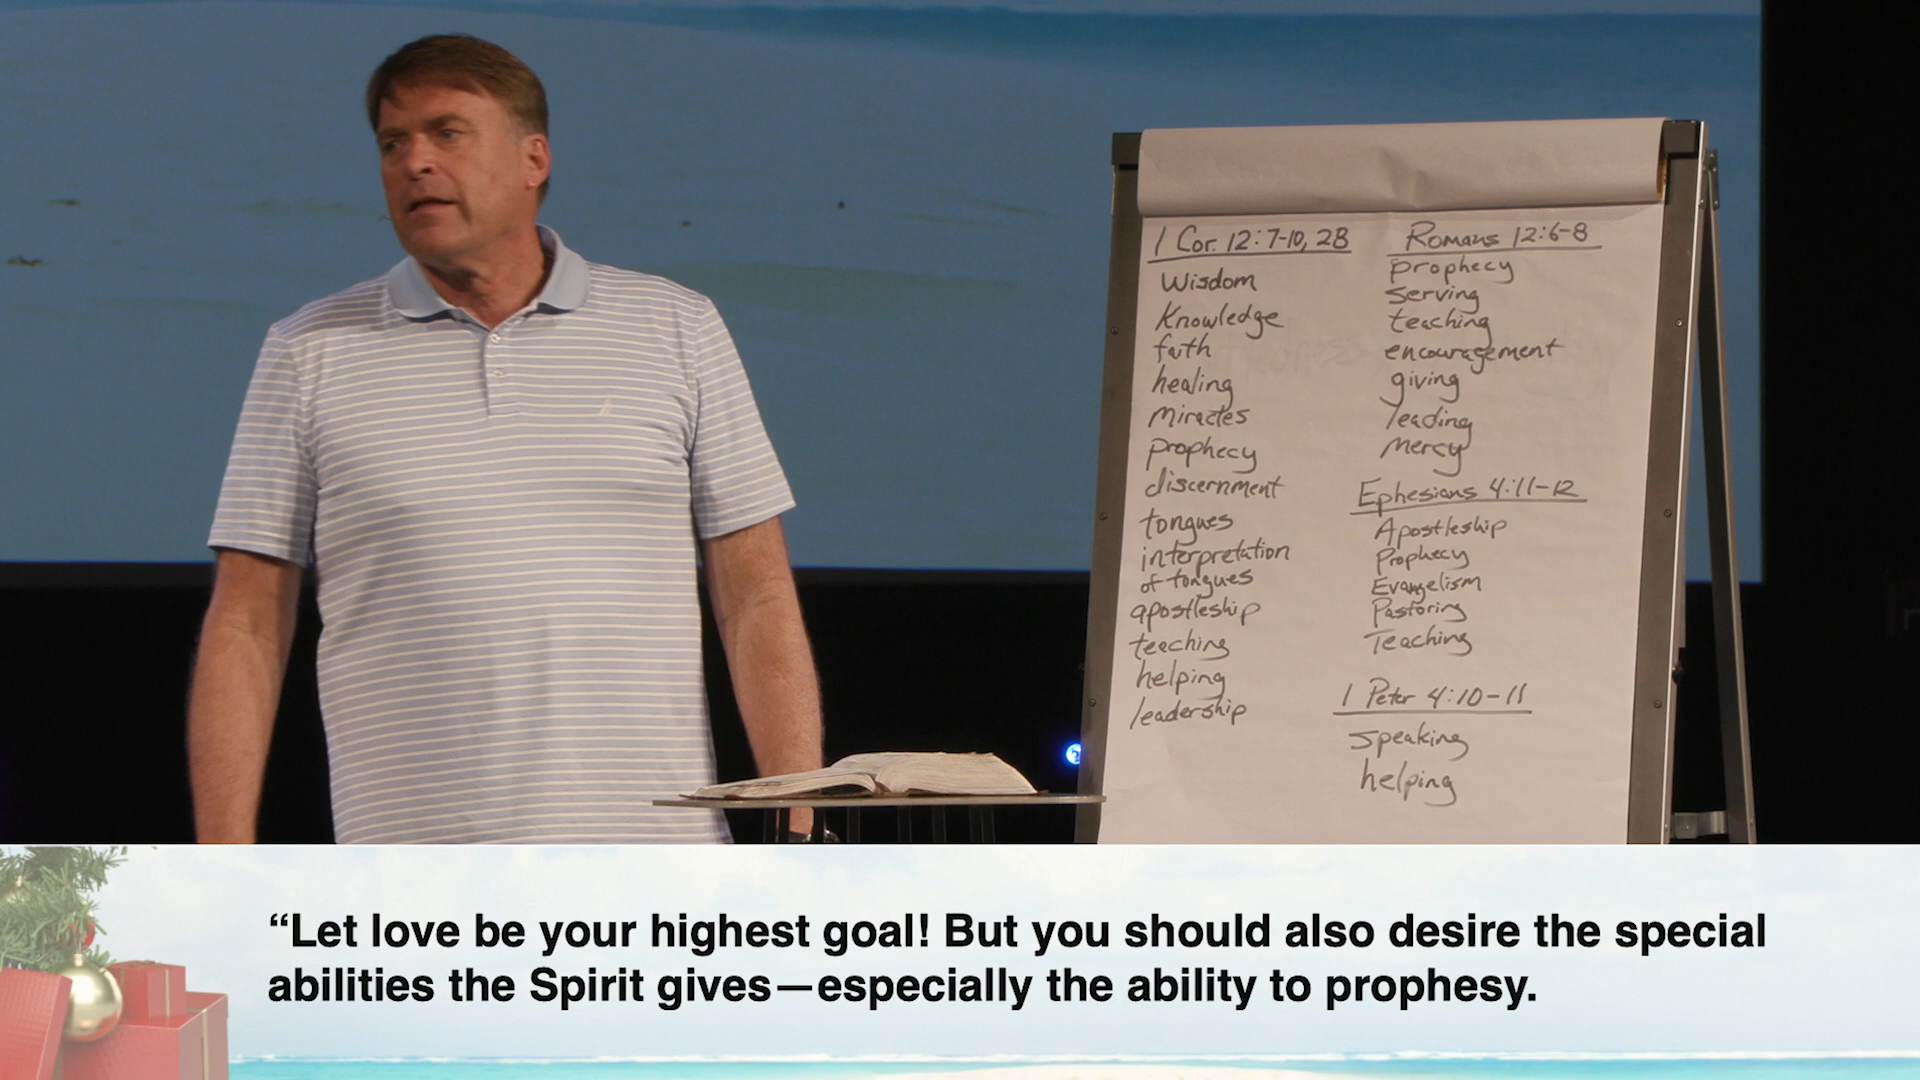 1 Cor. 12:7-10, 28
Wisdom
Knowledge
faith
healing
Miracles
prophecy
discernment
tongues
interpretation
of tongues
apostleship
teaching
helping
leadership
Romans 12:6-8
prophecy
serving
teaching
encouragement
giving
leading
mercy
Ephesians 4:11-12
Apostleship
Prophecy
Evangelism
Pastoring
Teaching
1 Peter 4:10-11
speaking
helping
“Let love be your highest goal! But you should also desire the special
abilities the Spirit gives—especially the ability to prophesy.